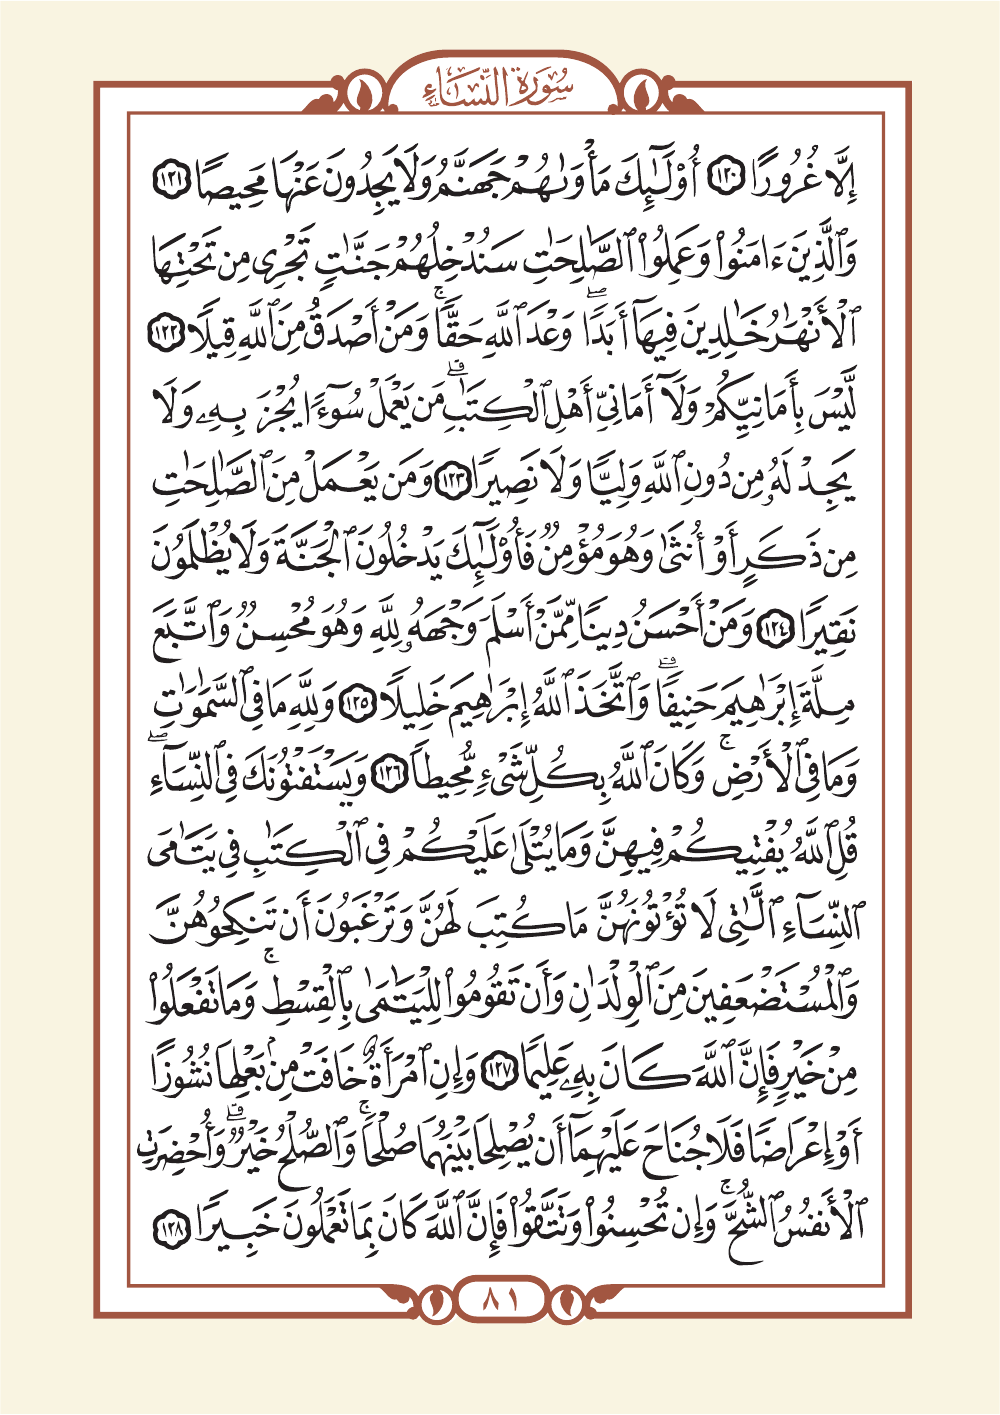 سُورَةُ النِّسَاءِ
إِلَّا غُرُورًا ١٢٠ أُوْلَٰٓئِكَ مَأْوَىٰهُمْ جَهَنَّمُ وَلَا يَجِدُونَ عَنْهَا مَحِيصًا ١٢١
وَٱلَّذِينَ ءَامَنُوا۟ وَعَمِلُوا۟ ٱلصَّٰلِحَٰتِ سَنُدْخِلُهُمْ جَنَّٰتٍ تَجْرِى مِن تَحْتِهَا
ٱلْأَنْهَٰرُ خَٰلِدِينَ فِيهَآ أَبَدًا ۖ وَعْدَ ٱللَّهِ حَقًّا ۚ وَمَنْ أَصْدَقُ مِنَ ٱللَّهِ قِيلًا ١٢٢
لَّيْسَ بِأَمَانِيِّكُمْ وَلَآ أَمَانِىِّ أَهْلِ ٱلْكِتَٰبِ ۗ مَن يَعْمَلْ سُوٓءًا يُجْزَ بِهِۦ وَلَا
يَجِدْ لَهُۥ مِن دُونِ ٱللَّهِ وَلِيًّا وَلَا نَصِيرًا ١٢٣ وَمَن يَعْمَلْ مِنَ ٱلصَّٰلِحَٰتِ
مِن ذَكَرٍ أَوْ أُنثَىٰ وَهُوَ مُؤْمِنٌ فَأُو۟لَٰٓئِكَ يَدْخُلُونَ ٱلْجَنَّةَ وَلَا يُظْلَمُونَ
نَقِيرًا ١٢٤ وَمَنْ أَحْسَنُ دِينًا مِّمَّنْ أَسْلَمَ وَجْهَهُۥ لِلَّهِ وَهُوَ مُحْسِنٌ وَٱتَّبَعَ
مِلَّةَ إِبْرَٰهِيمَ حَنِيفًا ۗ وَٱتَّخَذَ ٱللَّهُ إِبْرَٰهِيمَ خَلِيلًا ١٢٥ وَلِلَّهِ مَا فِى ٱلسَّمَٰوَٰتِ
وَمَا فِى ٱلْأَرْضِ ۚ وَكَانَ ٱللَّهُ بِكُلِّ شَىْءٍ مُّحِيطًا ١٢٦ وَيَسْتَفْتُونَكَ فِى ٱلنِّسَآءِ ۖ
قُلِ ٱللَّهُ يُفْتِيكُمْ فِيهِنَّ وَمَا يُتْلَىٰ عَلَيْكُمْ فِى ٱلْكِتَٰبِ فِى يَتَٰمَى
ٱلنِّسَآءِ ٱلَّٰتِى لَا تُؤْتُونَهُنَّ مَا كُتِبَ لَهُنَّ وَتَرْغَبُونَ أَن تَنكِحُوهُنَّ
وَٱلْمُسْتَضْعَفِينَ مِنَ ٱلْوِلْدَٰنِ وَأَن تَقُومُوا۟ لِلْيَتَٰمَىٰ بِٱلْقِسْطِ ۚ وَمَا تَفْعَلُوا۟
مِنْ خَيْرٍ فَإِنَّ ٱللَّهَ كَانَ بِهِۦ عَلِيمًا ١٢٧ وَإِنِ ٱمْرَأَةٌ خَافَتْ مِنۢ بَعْلِهَا نُشُوزًا
أَوْ إِعْرَاضًا فَلَا جُنَاحَ عَلَيْهِمَآ أَن يُصْلِحَا بَيْنَهُمَا صُلْحًا ۚ وَٱلصُّلْحُ خَيْرٌ ۗ وَأُحْضِرَتِ
ٱلْأَنفُسُ ٱلشُّحَّ ۚ وَإِن تُحْسِنُوا۟ وَتَتَّقُوا۟ فَإِنَّ ٱللَّهَ كَانَ بِمَا تَعْمَلُونَ خَبِيرًا ١٢٨
٨١